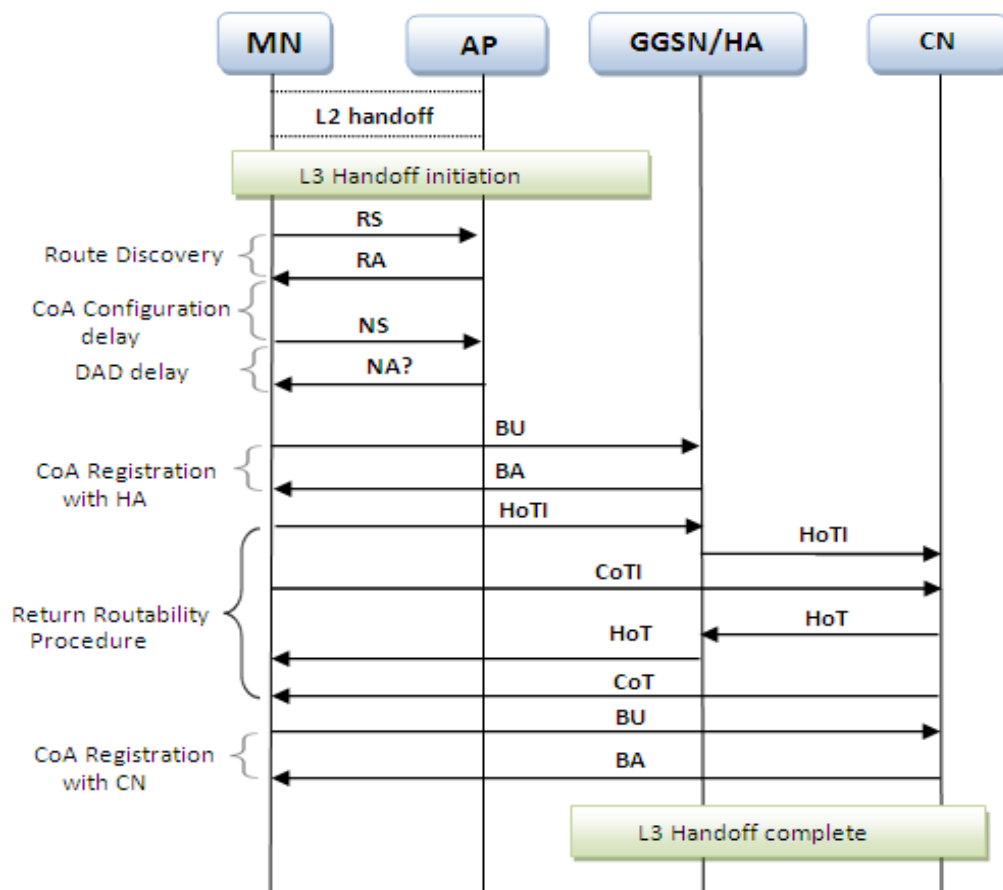 MN
AP
GGSN/HA
CN
L2 handoff
L3 Handoff initiation
RS
Route Discovery
RA
CoA Configuration
delay
NS
DAD delay
NA?
BU
CoA Registration
with HA
BA
HoTI
HoTI
CoTI
Return Routability
Procedure
HoT
HoT
CoT
BU
CoA Registration
with CN
BA
L3 Handoff complete